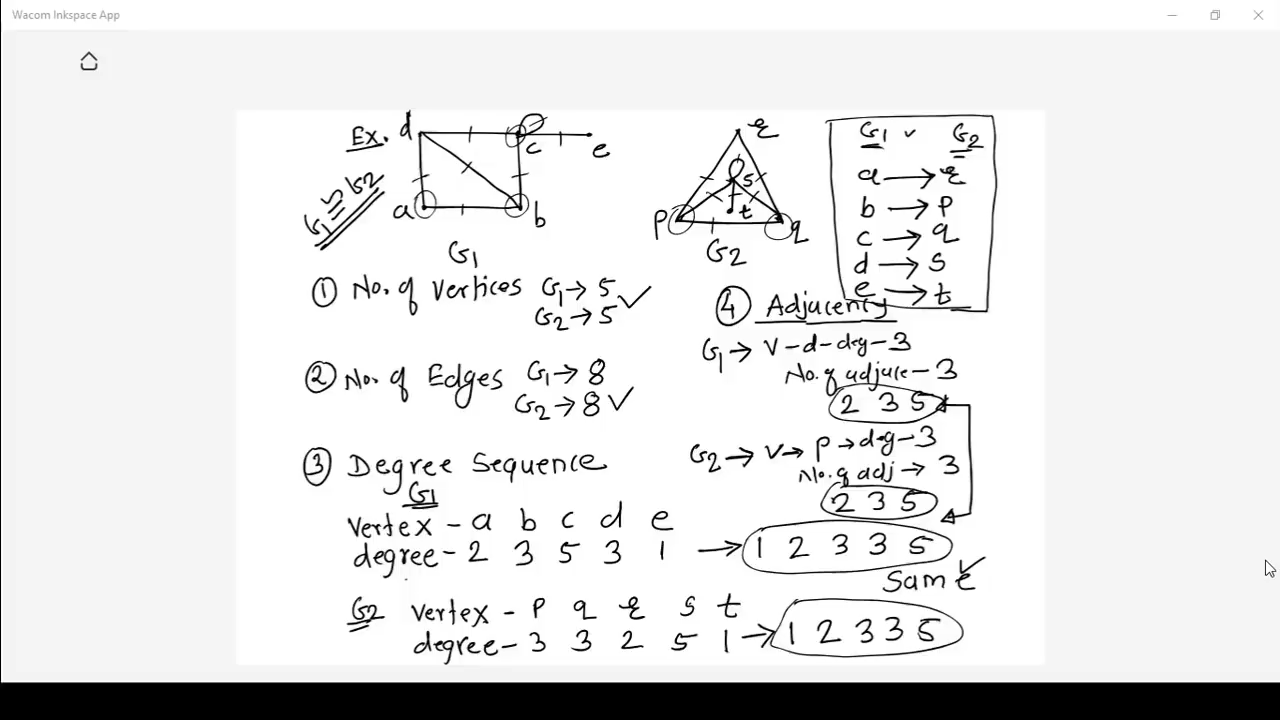 Wacom Inkspace App
Ex.
d
c
e
a
b
G1 ≅ G2
G1
r
s
t
p
q
G2
G1 G2
a → r
b → p
c → q
d → s
e → t
① No. of Vertices G1 → 5
G2 → 5 ✓
② No. of Edges G1 → 8
G2 → 8 ✓
③ Degree Sequence
G1
Vertex - a b c d e
degree - 2 3 5 3 1 → 1 2 3 3 5
Same ✓
G2 Vertex - p q r s t
degree - 3 3 2 5 1 → 1 2 3 3 5
④ Adjacency
G1 → V - d - deg - 3
No. of adjace - 3
2 3 5
G2 → V → p → deg - 3
No. of adj → 3
2 3 5